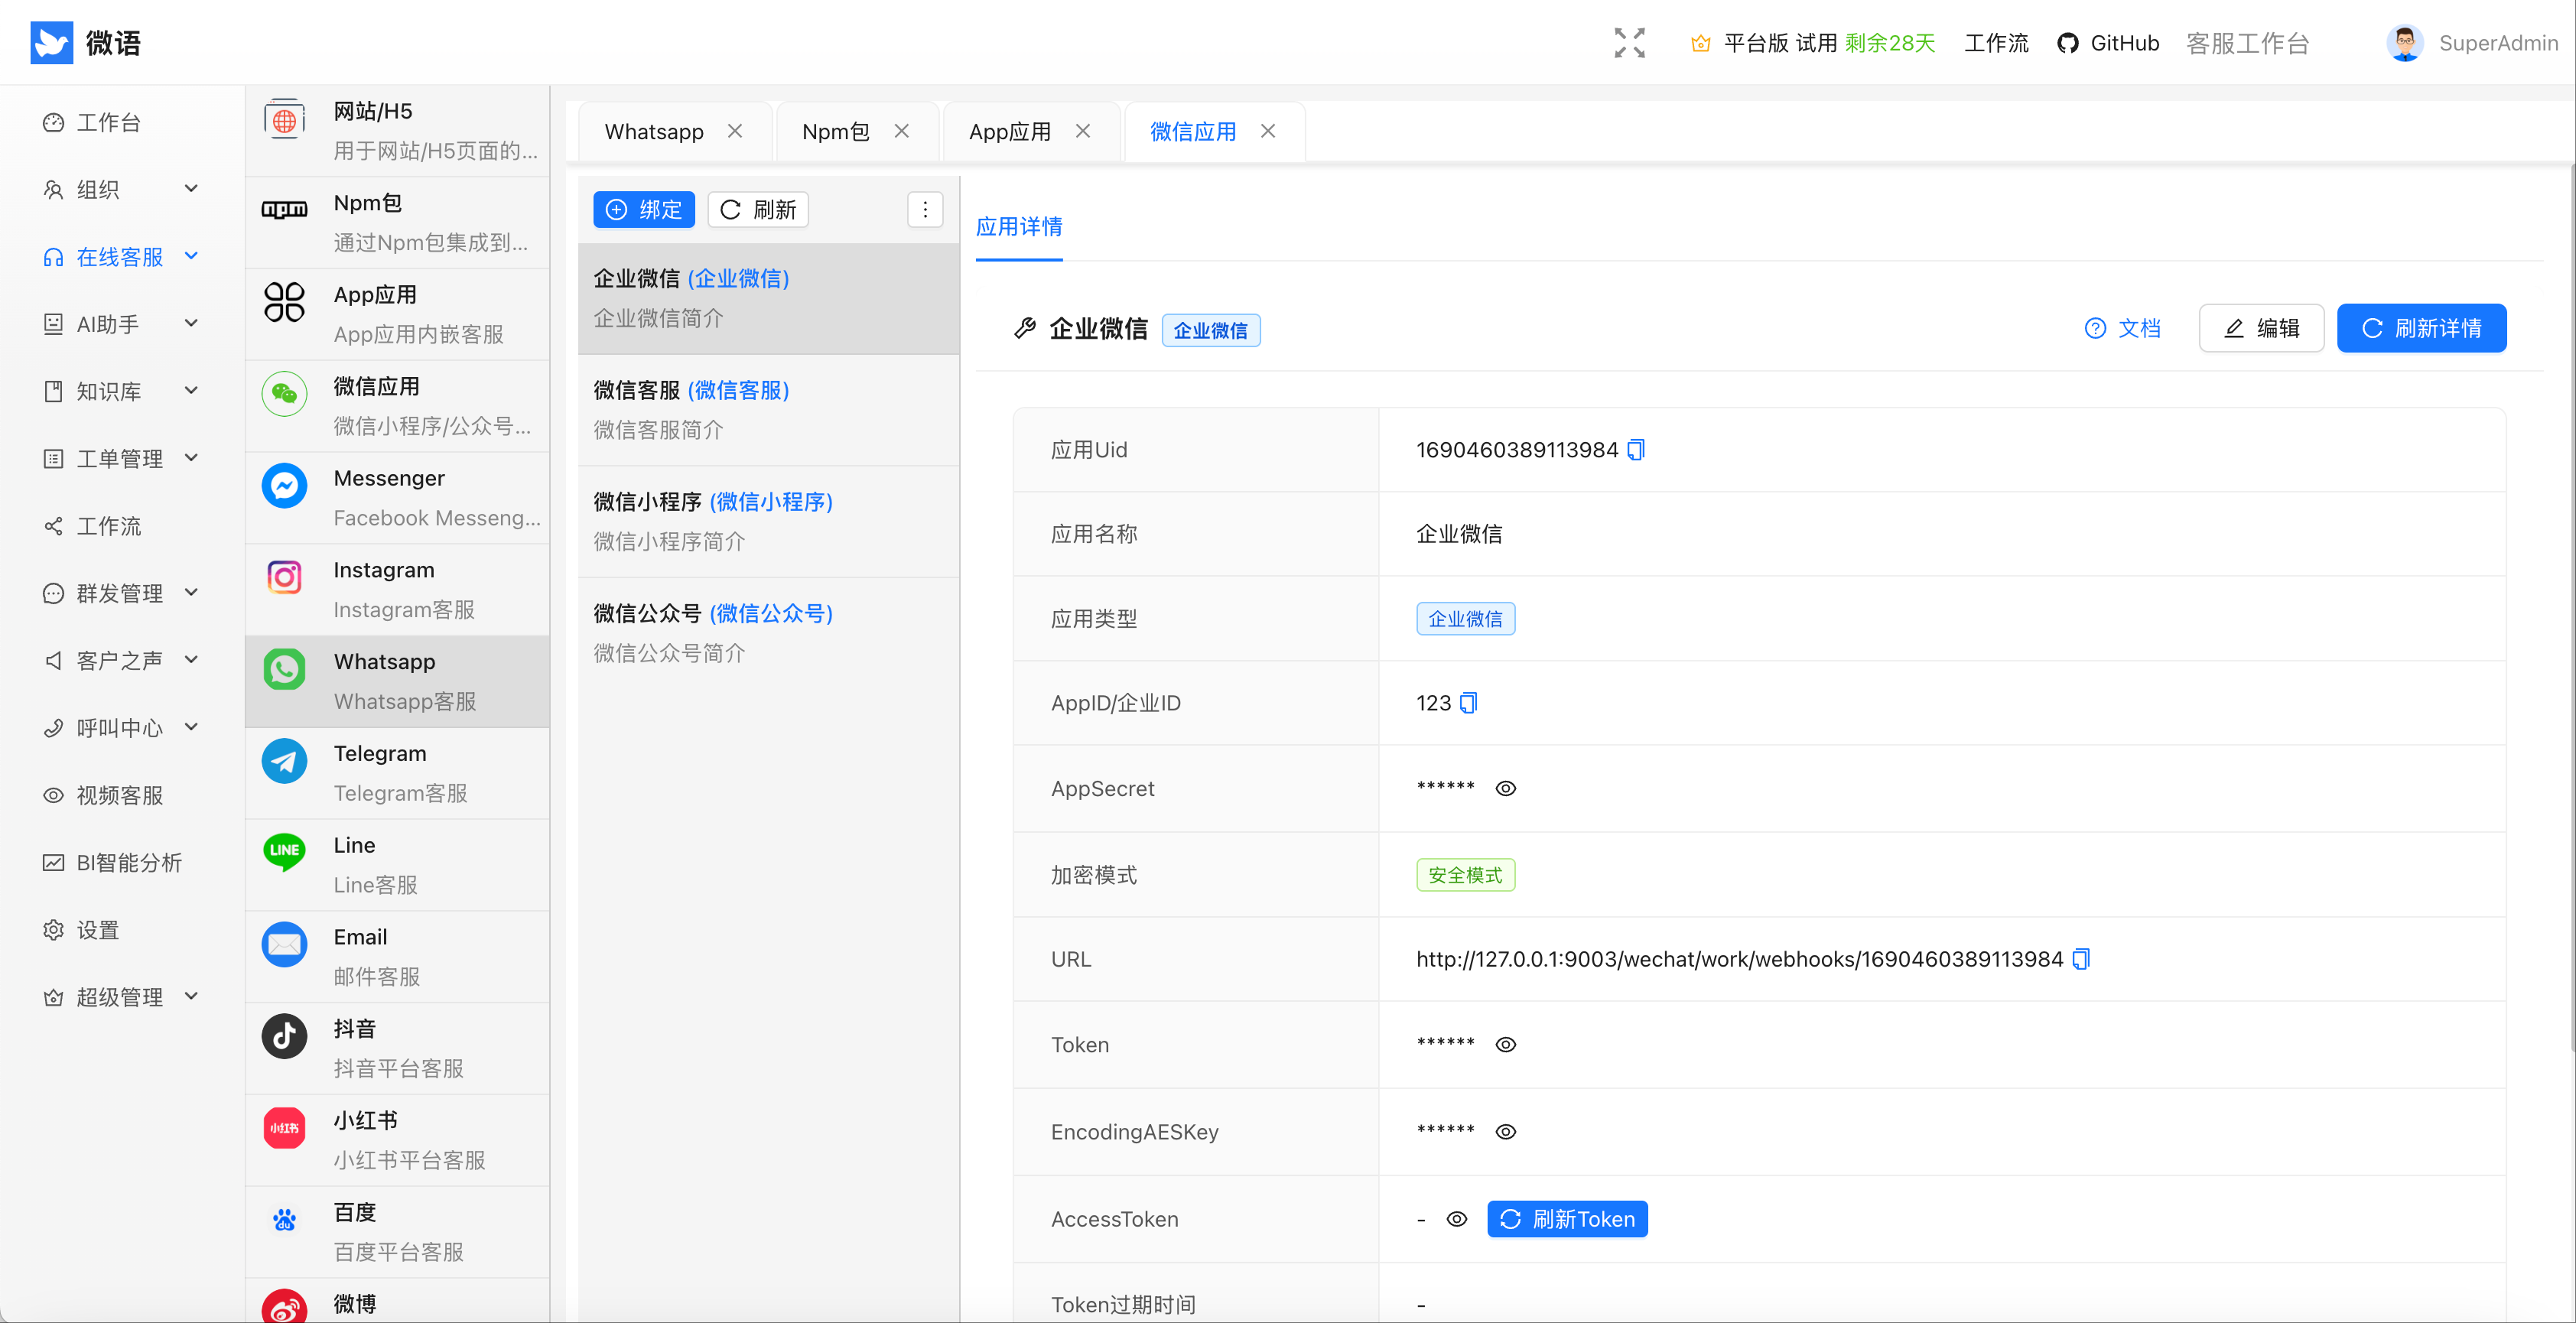 微语
平台版 试用 剩余28天
工作流
GitHub
客服工作台
SuperAdmin
工作台
组织
在线客服
AI助手
知识库
工单管理
工作流
群发管理
客户之声
呼叫中心
视频客服
BI智能分析
设置
超级管理
网站/H5
用于网站/H5页面的...
npm
Npm包
通过Npm包集成到...
App应用
App应用内嵌客服
微信应用
微信小程序/公众号...
Messenger
Facebook Messeng...
Instagram
Instagram客服
Whatsapp
Whatsapp客服
Telegram
Telegram客服
LINE
Line
Line客服
Email
邮件客服
抖音
抖音平台客服
小红书
小红书
小红书平台客服
du
百度
百度平台客服
微博
Whatsapp
Npm包
App应用
微信应用
绑定
刷新
企业微信 (企业微信)
企业微信简介
微信客服 (微信客服)
微信客服简介
微信小程序 (微信小程序)
微信小程序简介
微信公众号 (微信公众号)
微信公众号简介
应用详情
企业微信 企业微信
文档
编辑
刷新详情
应用Uid 1690460389113984
应用名称 企业微信
应用类型 企业微信
AppID/企业ID 123
AppSecret ******
加密模式 安全模式
URL http://127.0.0.1:9003/wechat/work/webhooks/1690460389113984
Token ******
EncodingAESKey ******
AccessToken - 刷新Token
Token过期时间 -